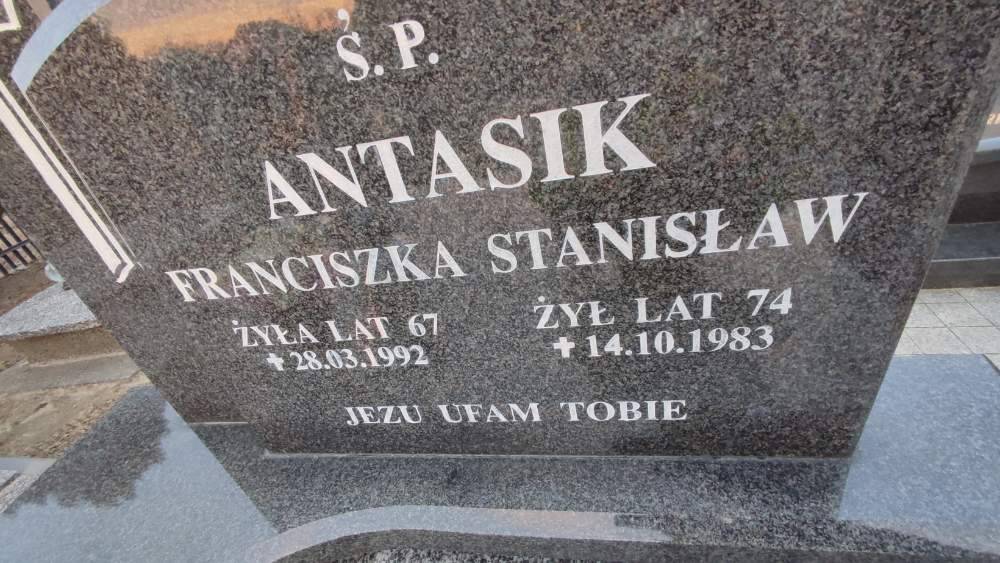 Ś.P.
ANTASIK
FRANCISZKA STANISŁAW
ŻYŁA LAT 67 ŻYŁ LAT 74
✝28.03.1992 ✝14.10.1983
JEZU UFAM TOBIE